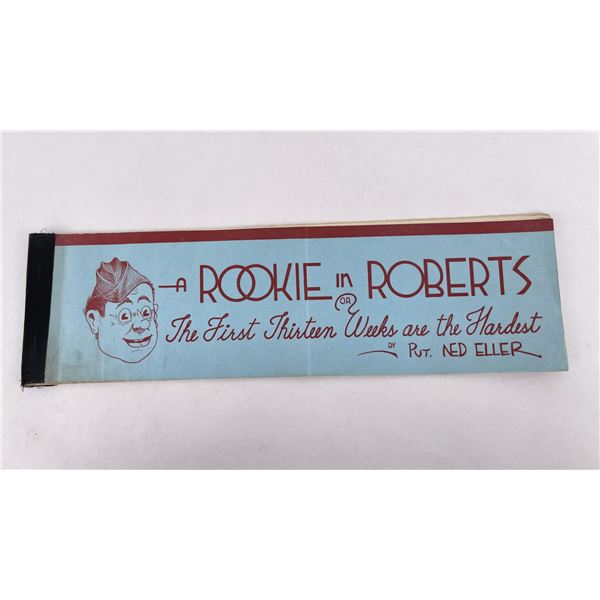 A ROOKIE in ROBERTS
OR
The First Thirteen Weeks are the Hardest
BY PVT. NED ELLER